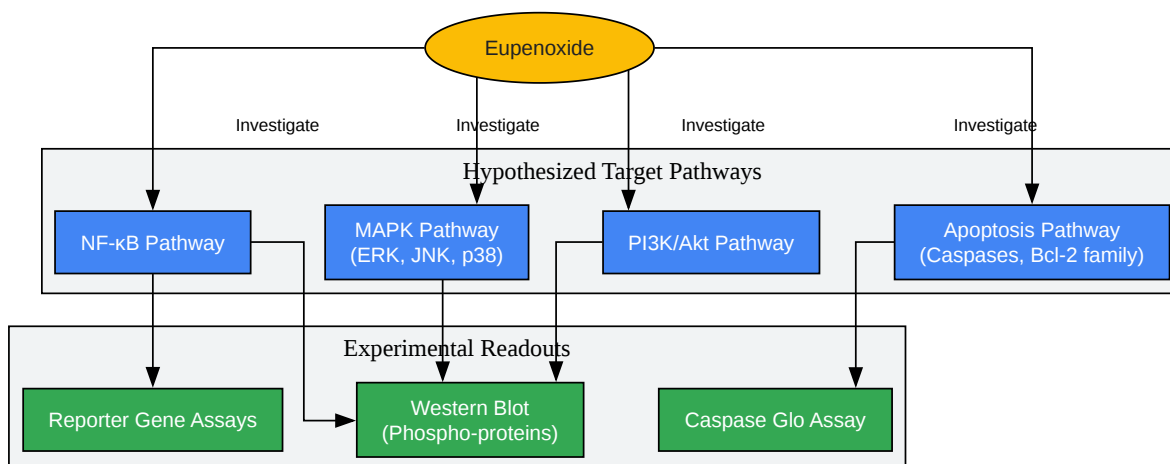 Eupenoxide
Investigate
Investigate
Investigate
Investigate
Hypothesized Target Pathways
NF-κB Pathway
MAPK Pathway
(ERK, JNK, p38)
PI3K/Akt Pathway
Apoptosis Pathway
(Caspases, Bcl-2 family)
Experimental Readouts
Reporter Gene Assays
Western Blot
(Phospho-proteins)
Caspase Glo Assay